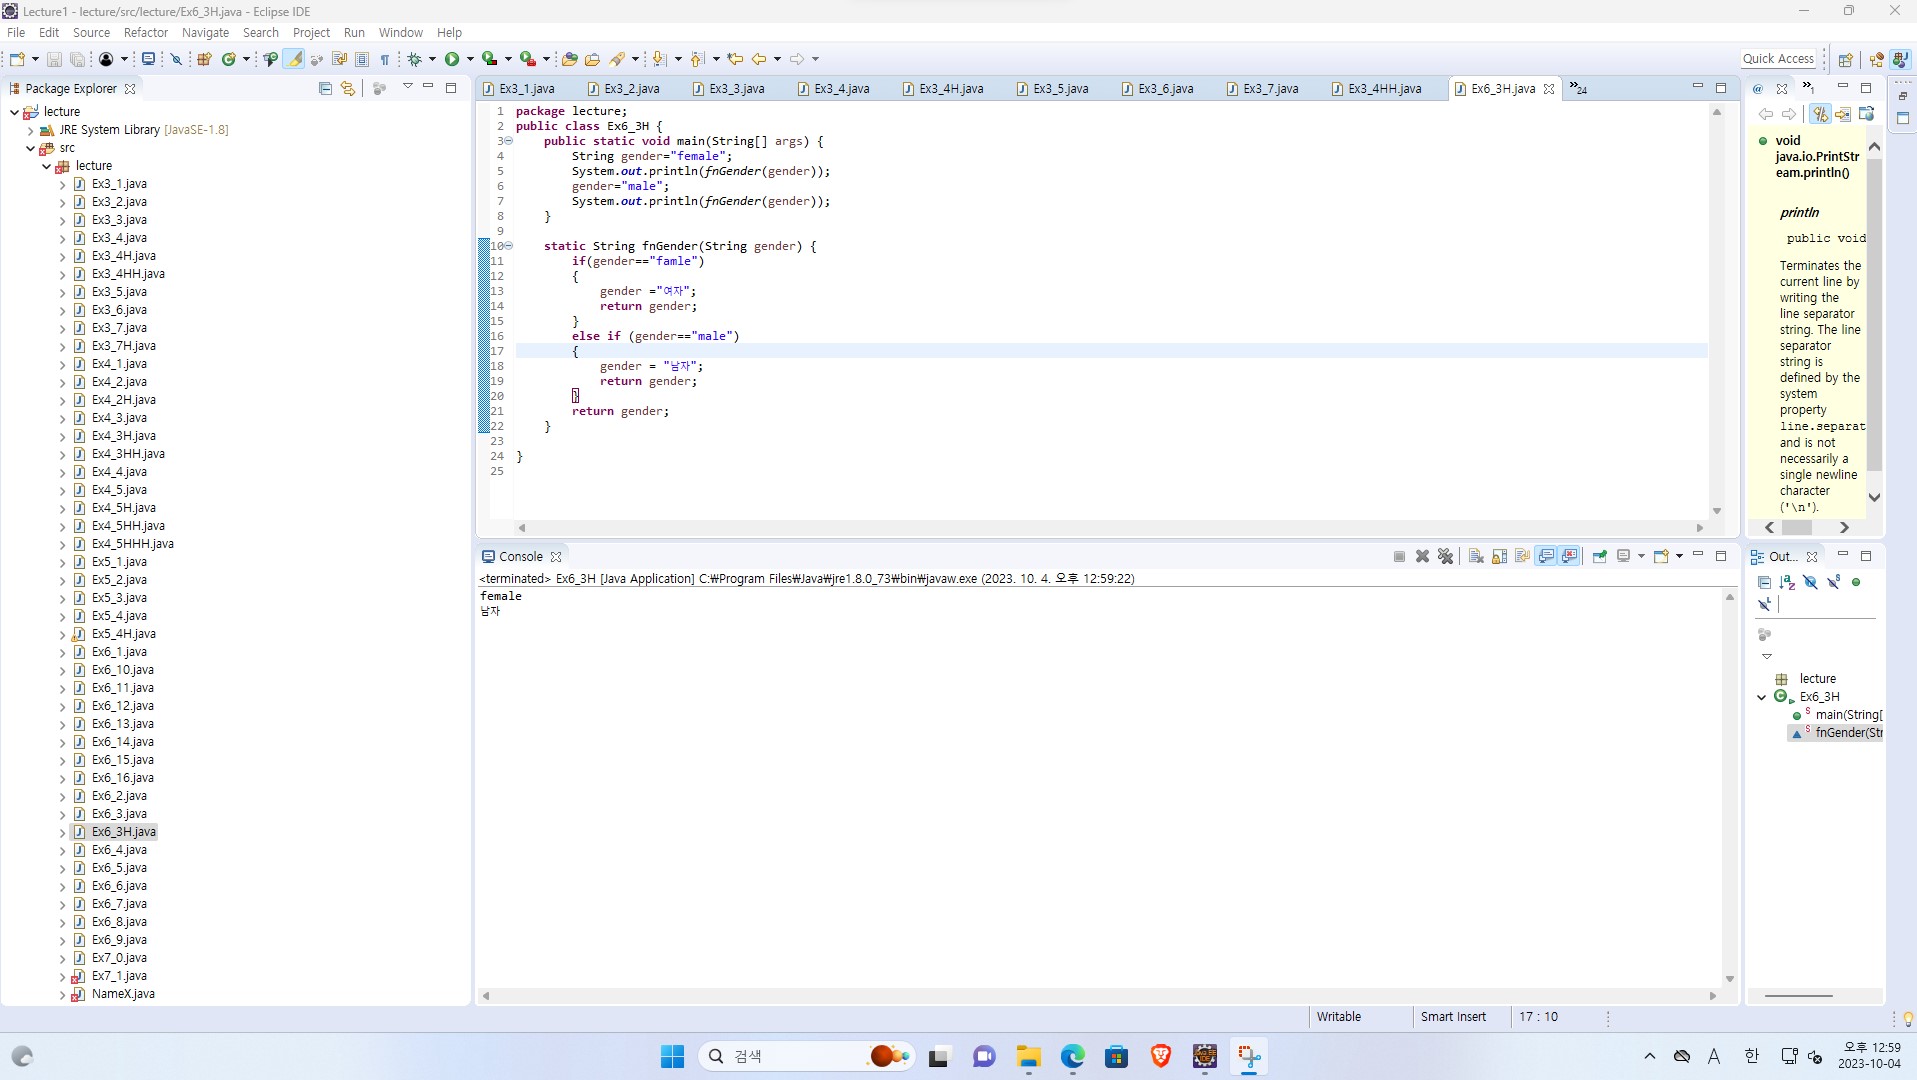 Lecture1 - lecture/src/lecture/Ex6_3H.java - Eclipse IDE
File Edit Source Refactor Navigate Search Project Run Window Help
Quick Access
Package Explorer
lecture
JRE System Library [JavaSE-1.8]
src
lecture
Ex3_1.java
Ex3_2.java
Ex3_3.java
Ex3_4.java
Ex3_4H.java
Ex3_4HH.java
Ex3_5.java
Ex3_6.java
Ex3_7.java
Ex3_7H.java
Ex4_1.java
Ex4_2.java
Ex4_2H.java
Ex4_3.java
Ex4_3H.java
Ex4_3HH.java
Ex4_4.java
Ex4_5.java
Ex4_5H.java
Ex4_5HH.java
Ex4_5HHH.java
Ex5_1.java
Ex5_2.java
Ex5_3.java
Ex5_4.java
Ex5_4H.java
Ex6_1.java
Ex6_10.java
Ex6_11.java
Ex6_12.java
Ex6_13.java
Ex6_14.java
Ex6_15.java
Ex6_16.java
Ex6_2.java
Ex6_3.java
Ex6_3H.java
Ex6_4.java
Ex6_5.java
Ex6_6.java
Ex6_7.java
Ex6_8.java
Ex6_9.java
Ex7_0.java
Ex7_1.java
NameX.java
Ex3_1.java Ex3_2.java Ex3_3.java Ex3_4.java Ex3_4H.java Ex3_5.java Ex3_6.java Ex3_7.java Ex3_4HH.java Ex6_3H.java »24
1 package lecture;
2 public class Ex6_3H {
3 public static void main(String[] args) {
4 String gender="female";
5 System.out.println(fnGender(gender));
6 gender="male";
7 System.out.println(fnGender(gender));
8 }
9
10 static String fnGender(String gender) {
11 if(gender=="famle")
12 {
13 gender ="여자";
14 return gender;
15 }
16 else if (gender=="male")
17 {
18 gender = "남자";
19 return gender;
20 }
21 return gender;
22 }
23
24 }
25
@ »1
void
java.io.PrintStr
eam.println()
println
public void
Terminates the
current line by
writing the
line separator
string. The line
separator
string is
defined by the
system
property
line.separat
and is not
necessarily a
single newline
character
('\n').
Console
<terminated> Ex6_3H [Java Application] C:₩Program Files₩Java₩jre1.8.0_73₩bin₩javaw.exe (2023. 10. 4. 오후 12:59:22)
female
남자
Out...
lecture
Ex6_3H
main(String[
fnGender(Str
Writable Smart Insert 17 : 10
검색
A 한
오후 12:59
2023-10-04